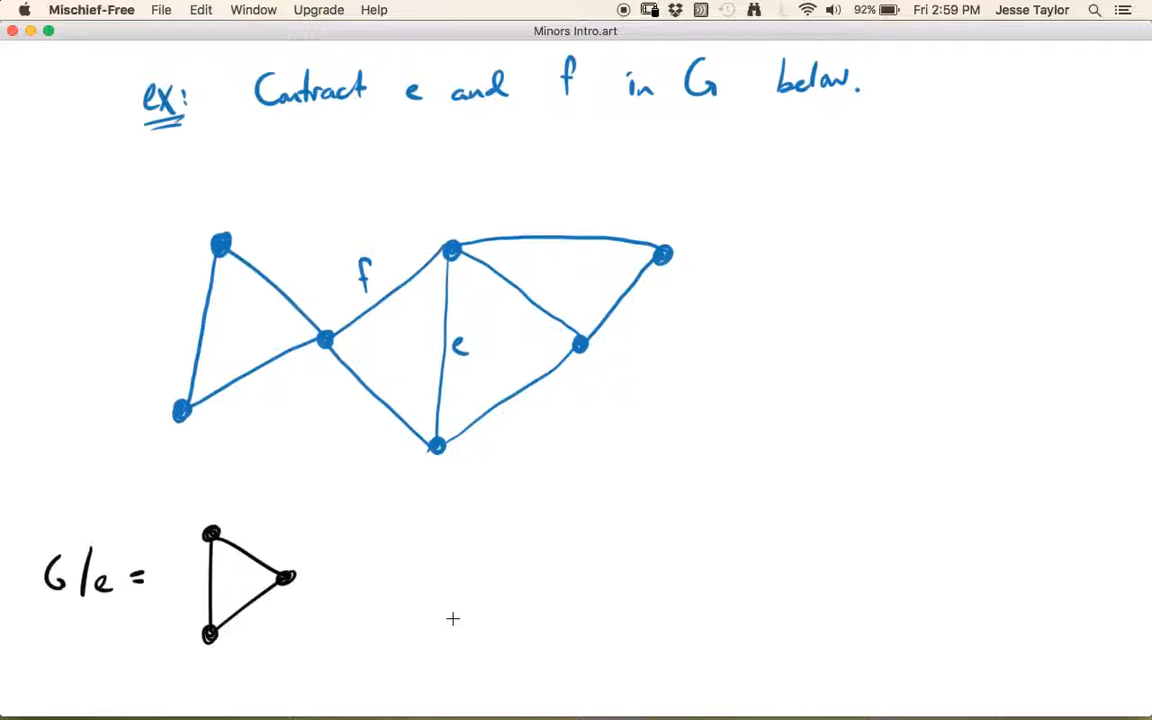 Mischief-Free File Edit Window Upgrade Help 92% Fri 2:59 PM Jesse Taylor
Minors Intro.art
ex: Contract e and f in G below.
f
e
G/e =